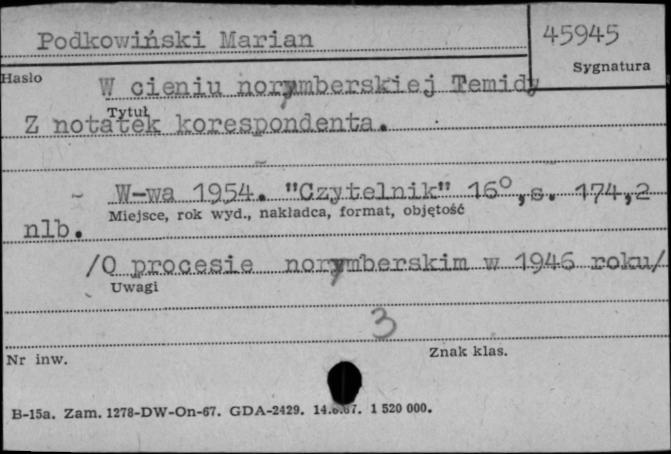 Podkowiński Marian
45945
Hasło
Sygnatura
W cieniu norymberskiej Temidy
Tytuł
Z notatek korespondenta.
W-wa 1954. "Czytelnik" 16°, s. 174,2
Miejsce, rok wyd., nakładca, format, objętość
nlb.
/O procesie norymberskim w 1946 roku/
Uwagi
3
Nr inw.
Znak klas.
B-15a. Zam. 1278-DW-On-67. GDA-2429. 1 520 000.